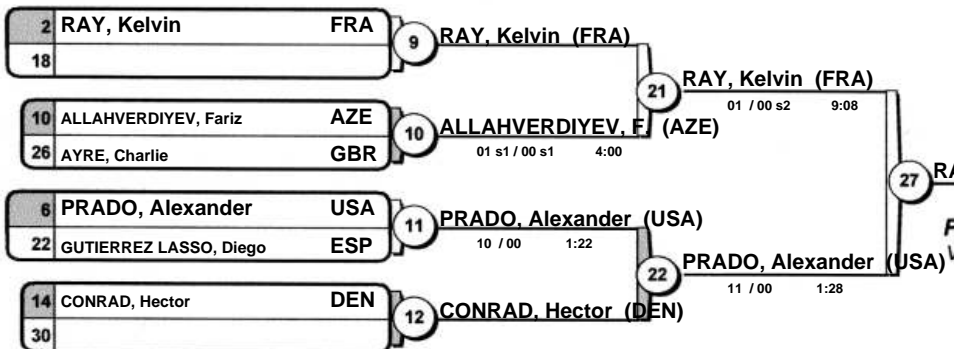 2 RAY, Kelvin FRA
18
9 RAY, Kelvin (FRA)
21 RAY, Kelvin (FRA)
01 / 00 s2 9:08
10 ALLAHVERDIYEV, Fariz AZE
26 AYRE, Charlie GBR
10 ALLAHVERDIYEV, F. (AZE)
01 s1 / 00 s1 4:00
27 RA
6 PRADO, Alexander USA
22 GUTIERREZ LASSO, Diego ESP
11 PRADO, Alexander (USA)
10 / 00 1:22
22 PRADO, Alexander (USA)
11 / 00 1:28
14 CONRAD, Hector DEN
30
12 CONRAD, Hector (DEN)